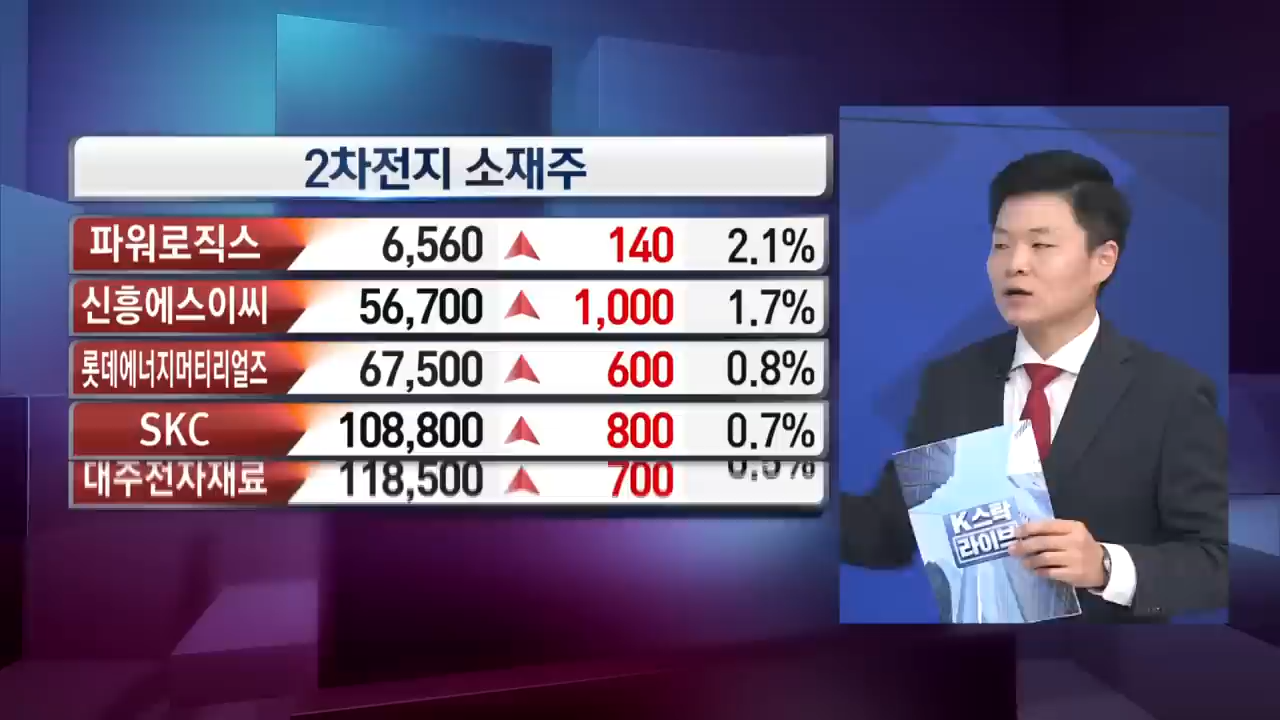 2차전지 소재주
파워로직스 6,560 ▲ 140 2.1%
신흥에스이씨 56,700 ▲ 1,000 1.7%
롯데에너지머티리얼즈 67,500 ▲ 600 0.8%
SKC 108,800 ▲ 800 0.7%
대주전자재료 118,500 ▲ 700
K스탁
라이브